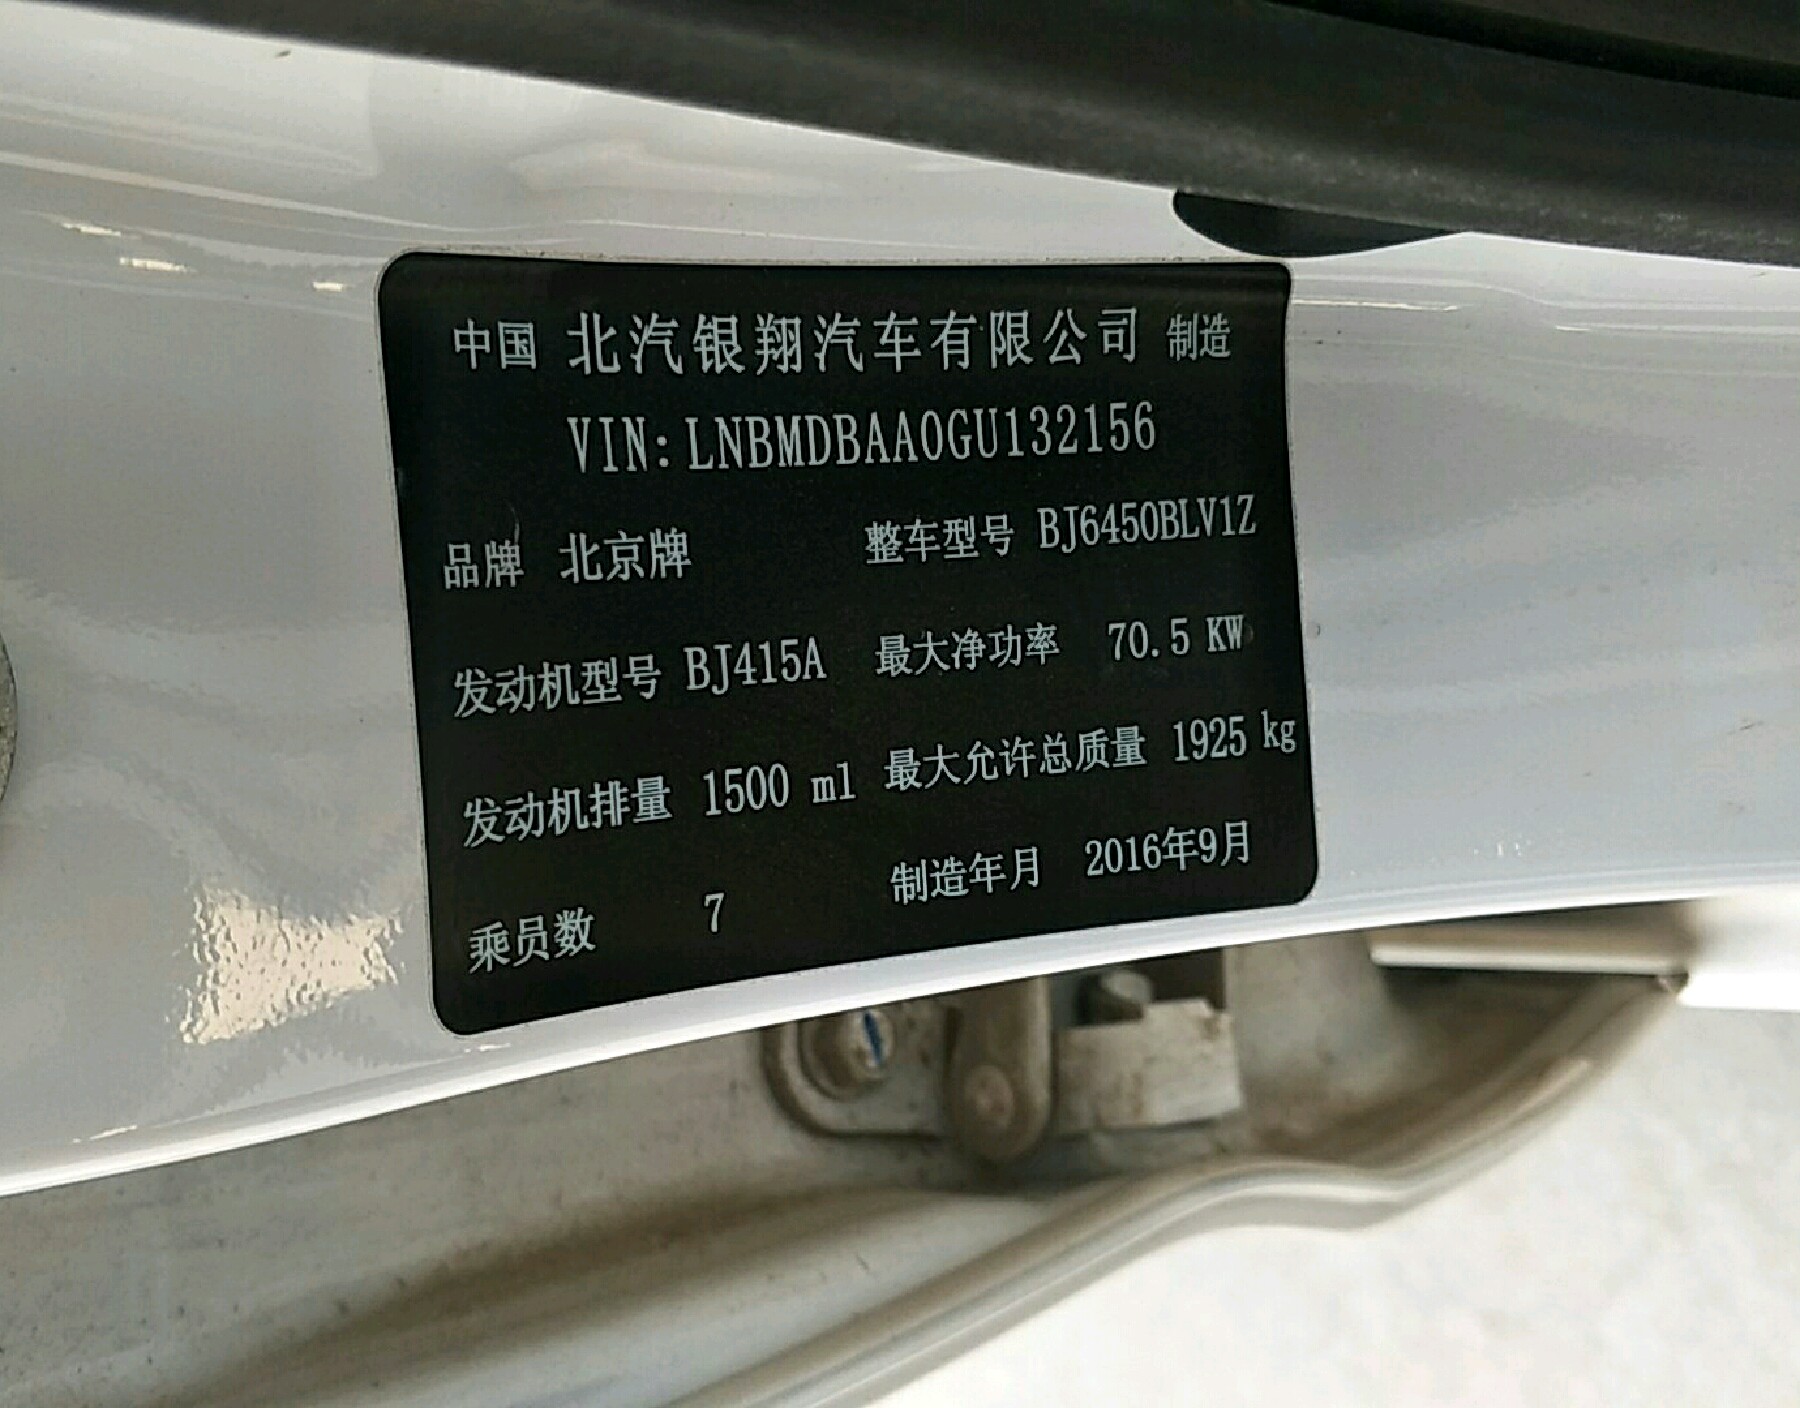 中国 北汽银翔汽车有限公司 制造
VIN:LNBMDBAA0GU132156
品牌 北京牌 整车型号 BJ6450BLV1Z
发动机型号 BJ415A 最大净功率 70.5 KW
发动机排量 1500 ml 最大允许总质量 1925 kg
乘员数 7 制造年月 2016年9月